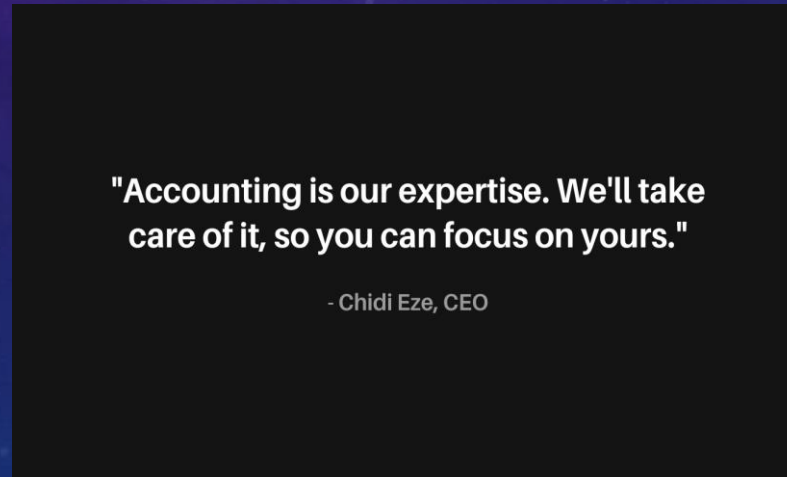 "Accounting is our expertise. We'll take
care of it, so you can focus on yours."
- Chidi Eze, CEO